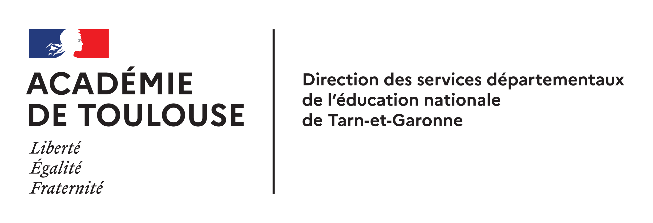 ACADÉMIE
DE TOULOUSE
Liberté
Égalité
Fraternité
Direction des services départementaux
de l’éducation nationale
de Tarn-et-Garonne